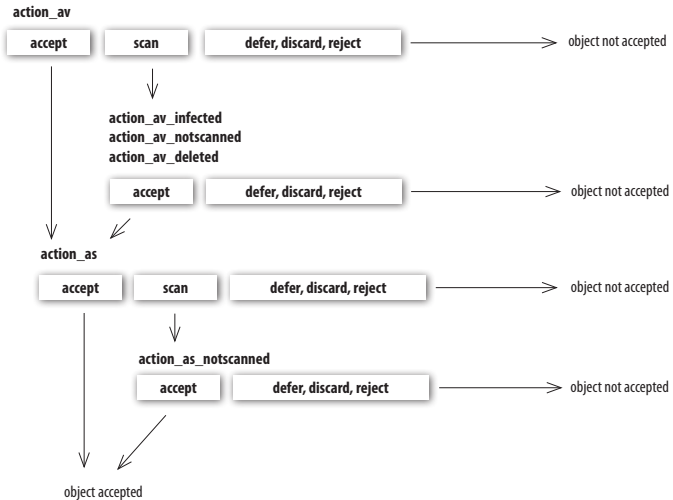 action_av
accept scan defer, discard, reject object not accepted
action_av_infected
action_av_notscanned
action_av_deleted
accept defer, discard, reject object not accepted
action_as
accept scan defer, discard, reject object not accepted
action_as_notscanned
accept defer, discard, reject object not accepted
object accepted